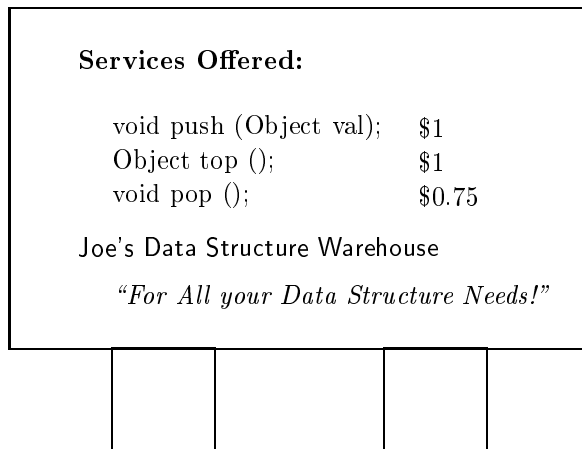 Services Offered:
void push (Object val); $1
Object top (); $1
void pop (); $0.75
Joe's Data Structure Warehouse
“For All your Data Structure Needs!”